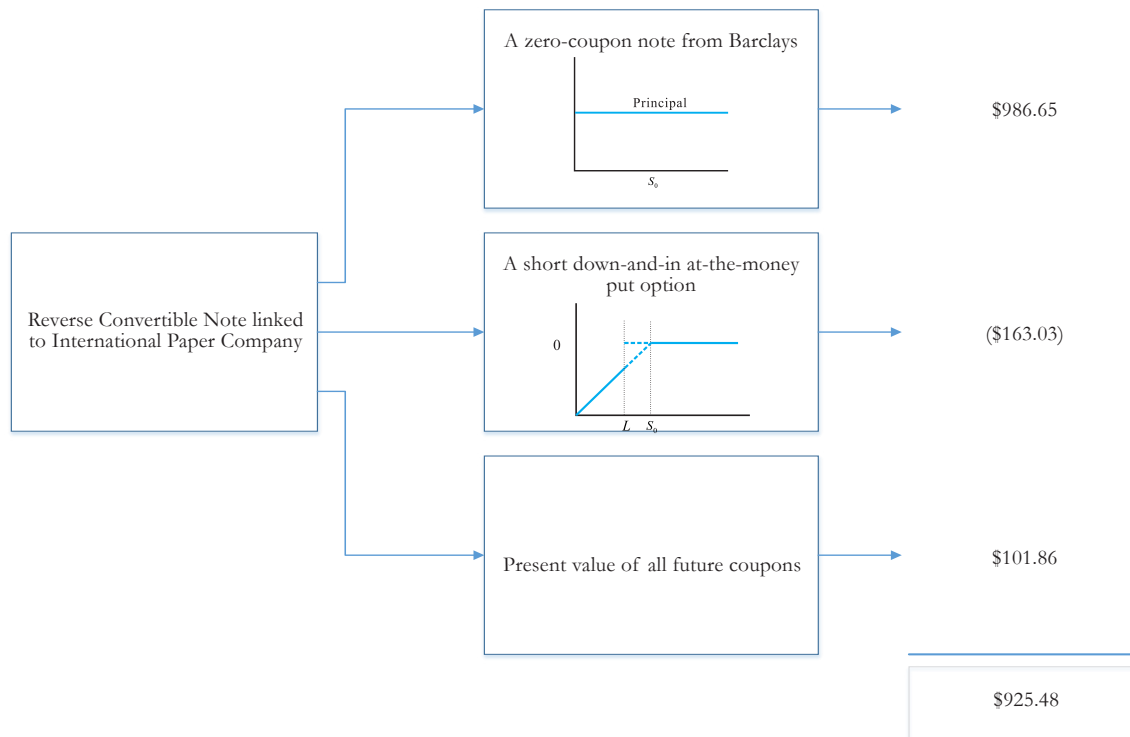 A zero-coupon note from Barclays
Principal
S₀
$986.65
Reverse Convertible Note linked
to International Paper Company
A short down-and-in at-the-money
put option
0
L S₀
($163.03)
Present value of all future coupons
$101.86
$925.48